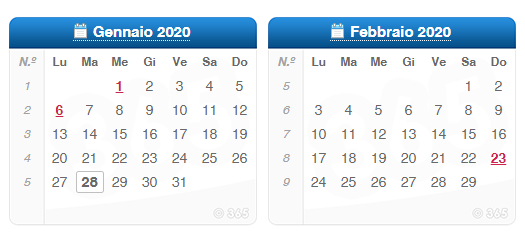 Gennaio 2020
N.º Lu Ma Me Gi Ve Sa Do
1 1 2 3 4 5
2 6 7 8 9 10 11 12
3 13 14 15 16 17 18 19
4 20 21 22 23 24 25 26
5 27 28 29 30 31
© 365
Febbraio 2020
N.º Lu Ma Me Gi Ve Sa Do
5 1 2
6 3 4 5 6 7 8 9
7 10 11 12 13 14 15 16
8 17 18 19 20 21 22 23
9 24 25 26 27 28 29
© 365